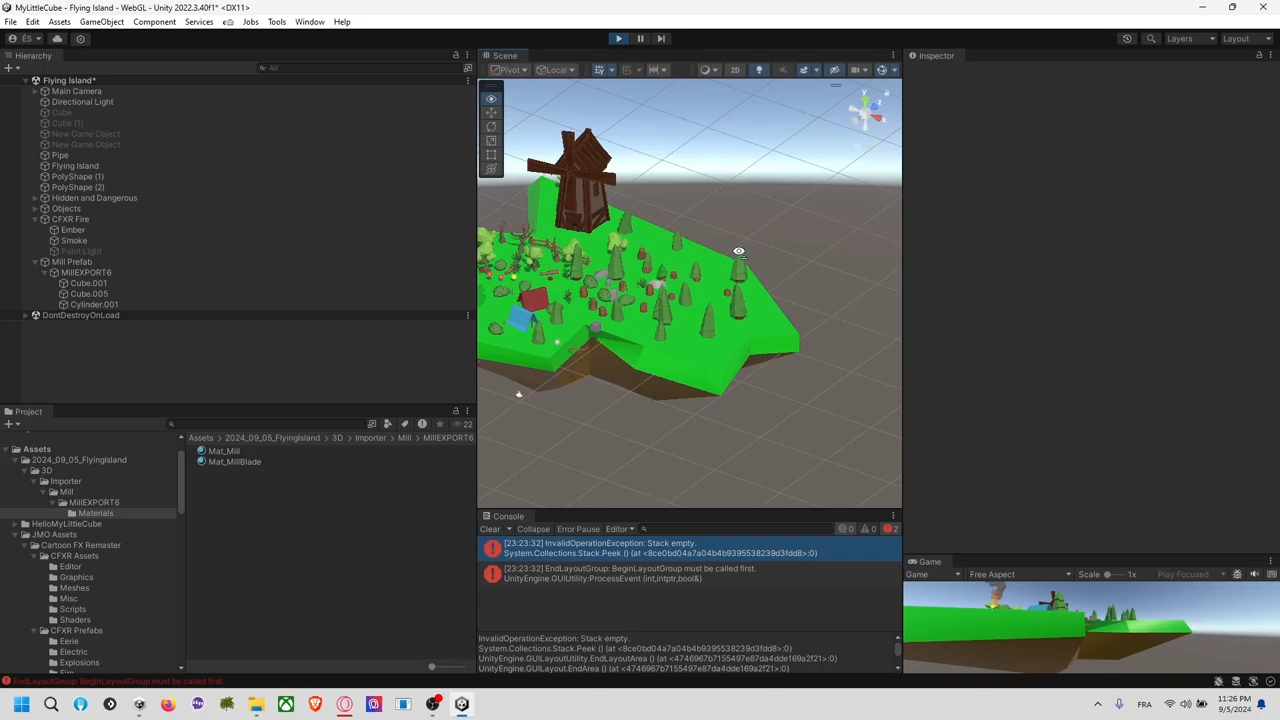 MyLittleCube - Flying Island - WebGL - Unity 2022.3.40f1* <DX11>
File Edit Assets GameObject Component Services Jobs Tools Window Help
ÉS Layers Layout
Hierarchy
All
Flying Island*
Main Camera
Directional Light
Cube
Cube (1)
New Game Object
New Game Object
Pipe
Flying Island
PolyShape (1)
PolyShape (2)
Hidden and Dangerous
Objects
CFXR Fire
Ember
Smoke
Point Light
Mill Prefab
MillEXPORT6
Cube.001
Cube.005
Cylinder.001
DontDestroyOnLoad
Scene
Pivot Local 2D
y
z
x
Inspector
Project
22
Assets
2024_09_05_FlyingIsland
3D
Importer
Mill
MillEXPORT6
Materials
HelloMyLittleCube
JMO Assets
Cartoon FX Remaster
CFXR Assets
Editor
Graphics
Meshes
Misc
Scripts
Shaders
CFXR Prefabs
Eerie
Electric
Explosions
Assets 2024_09_05_FlyingIsland 3D Importer Mill MillEXPORT6
Mat_Mill
Mat_MillBlade
Console
Clear Collapse Error Pause Editor 0 0 2
[23:23:32] InvalidOperationException: Stack empty.
System.Collections.Stack.Peek () (at <8ce0bd04a7a04b4b9395538239d3fdd8>:0)
[23:23:32] EndLayoutGroup: BeginLayoutGroup must be called first.
UnityEngine.GUIUtility:ProcessEvent (int,intptr,bool&)
InvalidOperationException: Stack empty.
System.Collections.Stack.Peek () (at <8ce0bd04a7a04b4b9395538239d3fdd8>:0)
UnityEngine.GUILayoutUtility.EndLayoutArea () (at <4746967b7155497e87da4dde169a2f21>:0)
UnityEngine.GUILayout.EndArea () (at <4746967b7155497e87da4dde169a2f21>:0)
Game
Game Free Aspect Scale 1x Play Focused
EndLayoutGroup: BeginLayoutGroup must be called first.
FRA 11:26 PM
9/5/2024